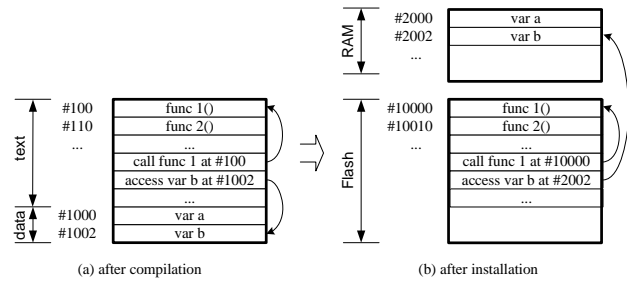 RAM
#2000 var a
#2002 var b
...
text
#100 func 1()
#110 func 2()
... ...
call func 1 at #100
access var b at #1002
...
data
#1000 var a
#1002 var b
Flash
#10000 func 1()
#10010 func 2()
... ...
call func 1 at #10000
access var b at #2002
...
(a) after compilation
(b) after installation